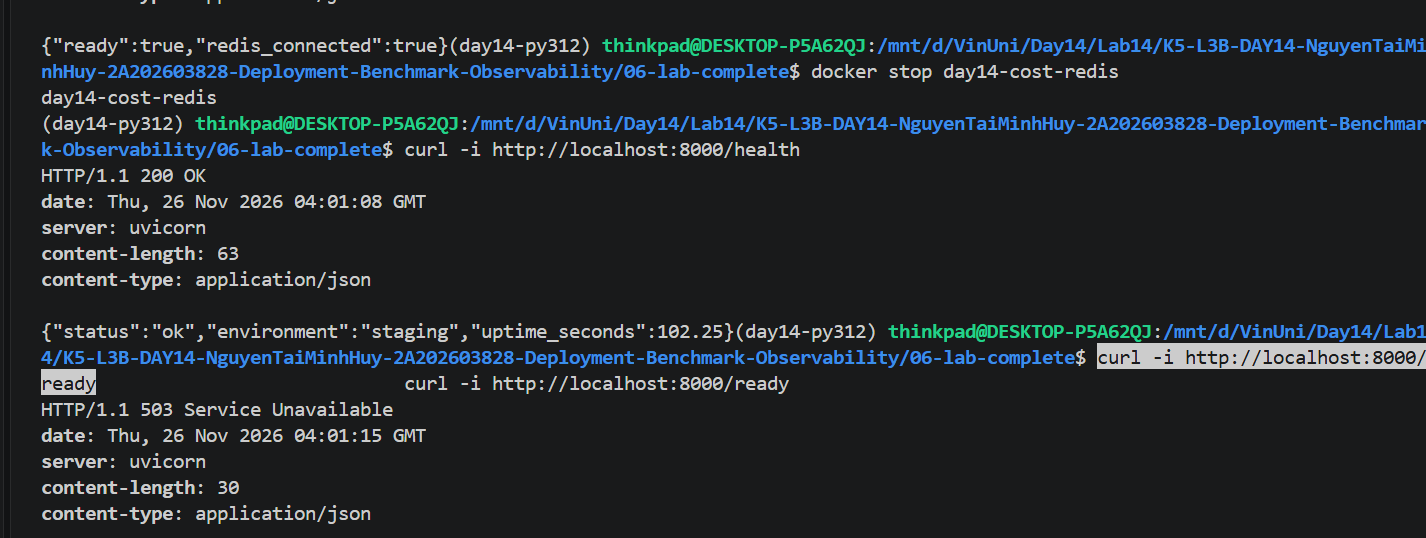 {"ready":true,"redis_connected":true}(day14-py312) thinkpad@DESKTOP-P5A62QJ:/mnt/d/VinUni/Day14/Lab14/K5-L3B-DAY14-NguyenTaiMi
nhHuy-2A202603828-Deployment-Benchmark-Observability/06-lab-complete$ docker stop day14-cost-redis
day14-cost-redis
(day14-py312) thinkpad@DESKTOP-P5A62QJ:/mnt/d/VinUni/Day14/Lab14/K5-L3B-DAY14-NguyenTaiMinhHuy-2A202603828-Deployment-Benchmar
k-Observability/06-lab-complete$ curl -i http://localhost:8000/health
HTTP/1.1 200 OK
date: Thu, 26 Nov 2026 04:01:08 GMT
server: uvicorn
content-length: 63
content-type: application/json
{"status":"ok","environment":"staging","uptime_seconds":102.25}(day14-py312) thinkpad@DESKTOP-P5A62QJ:/mnt/d/VinUni/Day14/Lab1
4/K5-L3B-DAY14-NguyenTaiMinhHuy-2A202603828-Deployment-Benchmark-Observability/06-lab-complete$ curl -i http://localhost:8000/
ready curl -i http://localhost:8000/ready
HTTP/1.1 503 Service Unavailable
date: Thu, 26 Nov 2026 04:01:15 GMT
server: uvicorn
content-length: 30
content-type: application/json